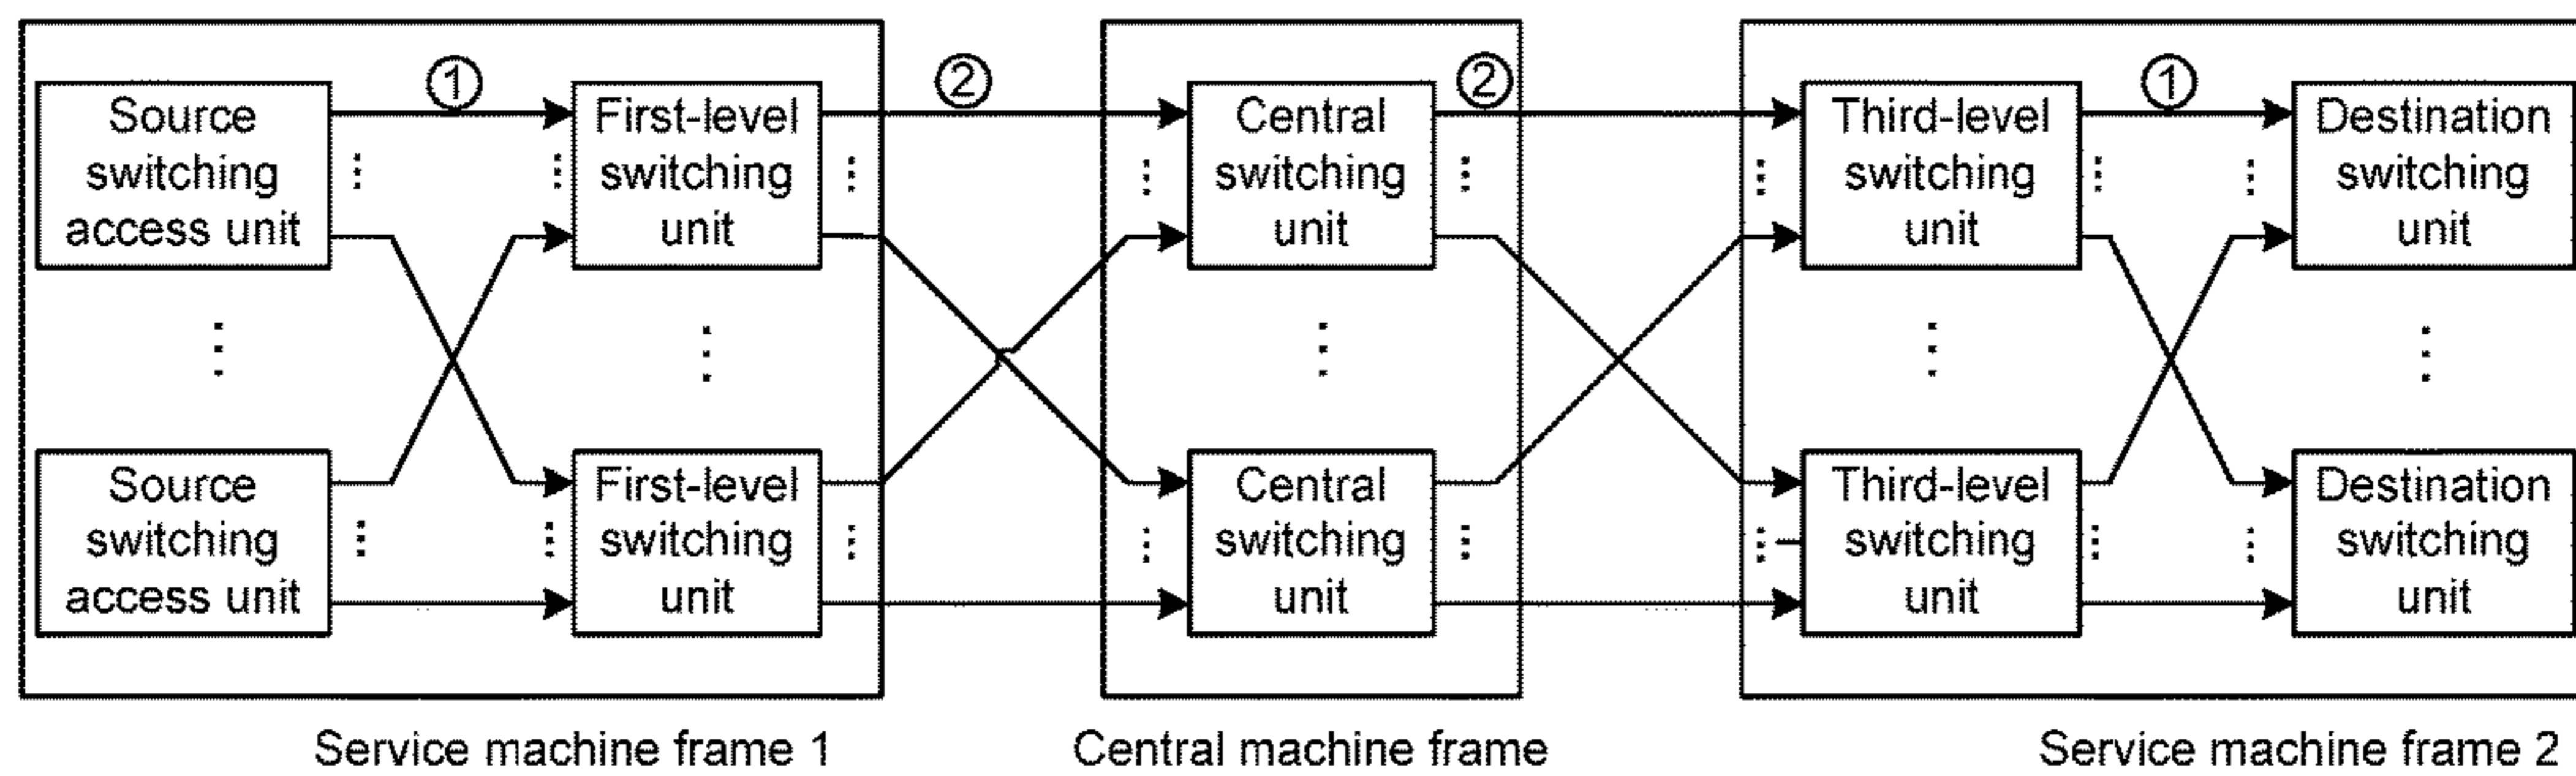 ①
②
②
①
Source
switching
access unit
First-level
switching
unit
Central
switching
unit
Third-level
switching
unit
Destination
switching
unit
Source
switching
access unit
First-level
switching
unit
Central
switching
unit
Third-level
switching
unit
Destination
switching
unit
Service machine frame 1
Central machine frame
Service machine frame 2